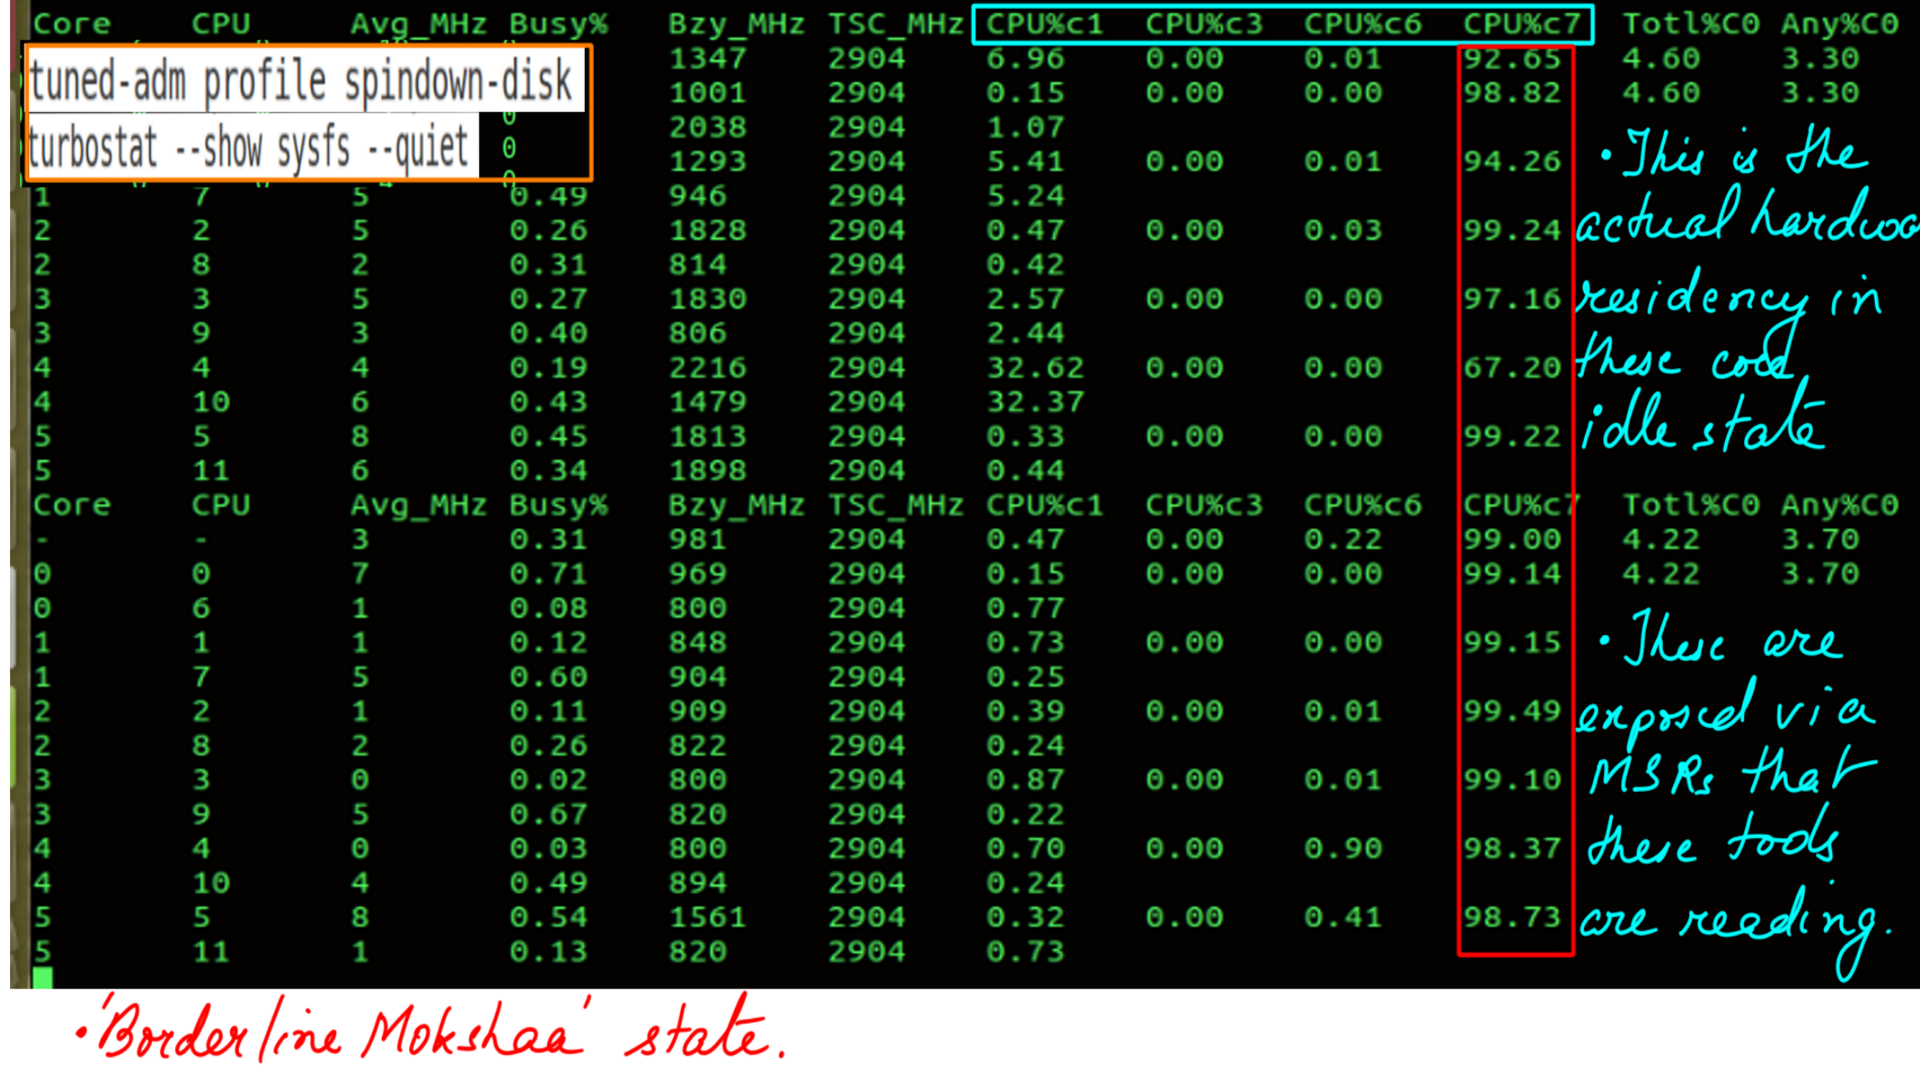 Core CPU Avg_MHz Busy% Bzy_MHz TSC_MHz CPU%c1 CPU%c3 CPU%c6 CPU%c7 Totl%C0 Any%C0
1347 2904 6.96 0.00 0.01 92.65 4.60 3.30
tuned-adm profile spindown-disk
1001 2904 0.15 0.00 0.00 98.82 4.60 3.30
0 2038 2904 1.07
turbostat --show sysfs --quiet
0 1293 2904 5.41 0.00 0.01 94.26
1 7 5 0.49 946 2904 5.24
2 2 5 0.26 1828 2904 0.47 0.00 0.03 99.24
2 8 2 0.31 814 2904 0.42
3 3 5 0.27 1830 2904 2.57 0.00 0.00 97.16
3 9 3 0.40 806 2904 2.44
4 4 4 0.19 2216 2904 32.62 0.00 0.00 67.20
4 10 6 0.43 1479 2904 32.37
5 5 8 0.45 1813 2904 0.33 0.00 0.00 99.22
5 11 6 0.34 1898 2904 0.44
• This is the
actual hardwa
residency in
these
idle state
Core CPU Avg_MHz Busy% Bzy_MHz TSC_MHz CPU%c1 CPU%c3 CPU%c6 CPU%c7 Totl%C0 Any%C0
- - 3 0.31 981 2904 0.47 0.00 0.22 99.00 4.22 3.70
0 0 7 0.71 969 2904 0.15 0.00 0.00 99.14 4.22 3.70
0 6 1 0.08 800 2904 0.77
1 1 1 0.12 848 2904 0.73 0.00 0.00 99.15
1 7 5 0.60 904 2904 0.25
2 2 1 0.11 909 2904 0.39 0.00 0.01 99.49
2 8 2 0.26 822 2904 0.24
3 3 0 0.02 800 2904 0.87 0.00 0.01 99.10
3 9 5 0.67 820 2904 0.22
4 4 0 0.03 800 2904 0.70 0.00 0.90 98.37
4 10 4 0.49 894 2904 0.24
5 5 8 0.54 1561 2904 0.32 0.00 0.41 98.73
5 11 1 0.13 820 2904 0.73
• These are
exposed via
MSRs that
these tools
are reading.
• 'Borderline Mokshaa' state.